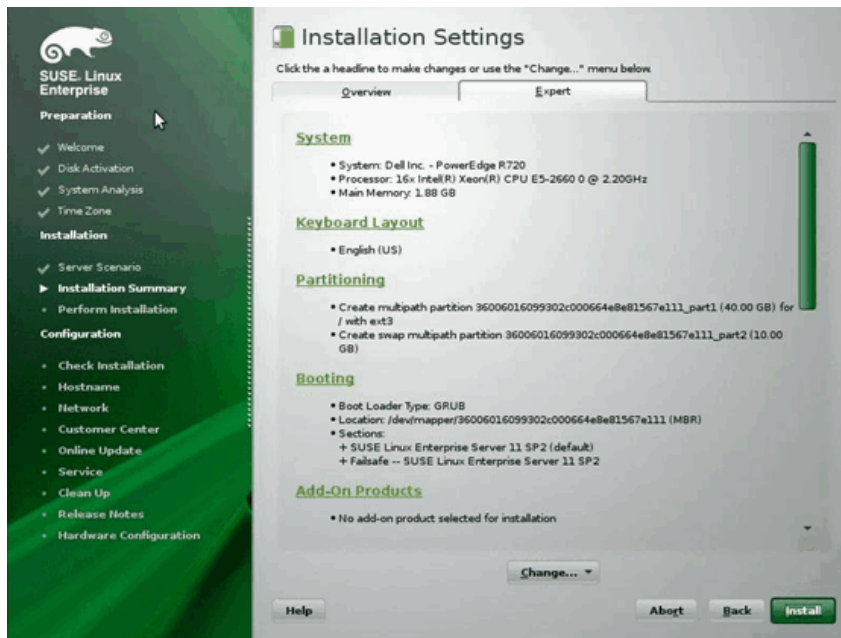 SUSE. Linux
Enterprise
Preparation
Welcome
Disk Activation
System Analysis
Time Zone
Installation
Server Scenario
Installation Summary
Perform Installation
Configuration
Check Installation
Hostname
Network
Customer Center
Online Update
Service
Clean Up
Release Notes
Hardware Configuration
Installation Settings
Click the a headline to make changes or use the "Change..." menu below.
Overview
Expert
System
• System: Dell Inc. - PowerEdge R720
• Processor: 16x Intel(R) Xeon(R) CPU E5-2660 0 @ 2.20GHz
• Main Memory: 1.88 GB
Keyboard Layout
• English (US)
Partitioning
• Create multipath partition 36006016099302c000664e8e81567e111_part1 (40.00 GB) for
/ with ext3
• Create swap multipath partition 36006016099302c000664e8e81567e111_part2 (10.00
GB)
Booting
• Boot Loader Type: GRUB
• Location: /dev/mapper/36006016099302c000664e8e81567e111 (MBR)
• Sections:
+ SUSE Linux Enterprise Server 11 SP2 (default)
+ Failsafe -- SUSE Linux Enterprise Server 11 SP2
Add-On Products
• No add-on product selected for installation
Change...
Help
Abort
Back
Install